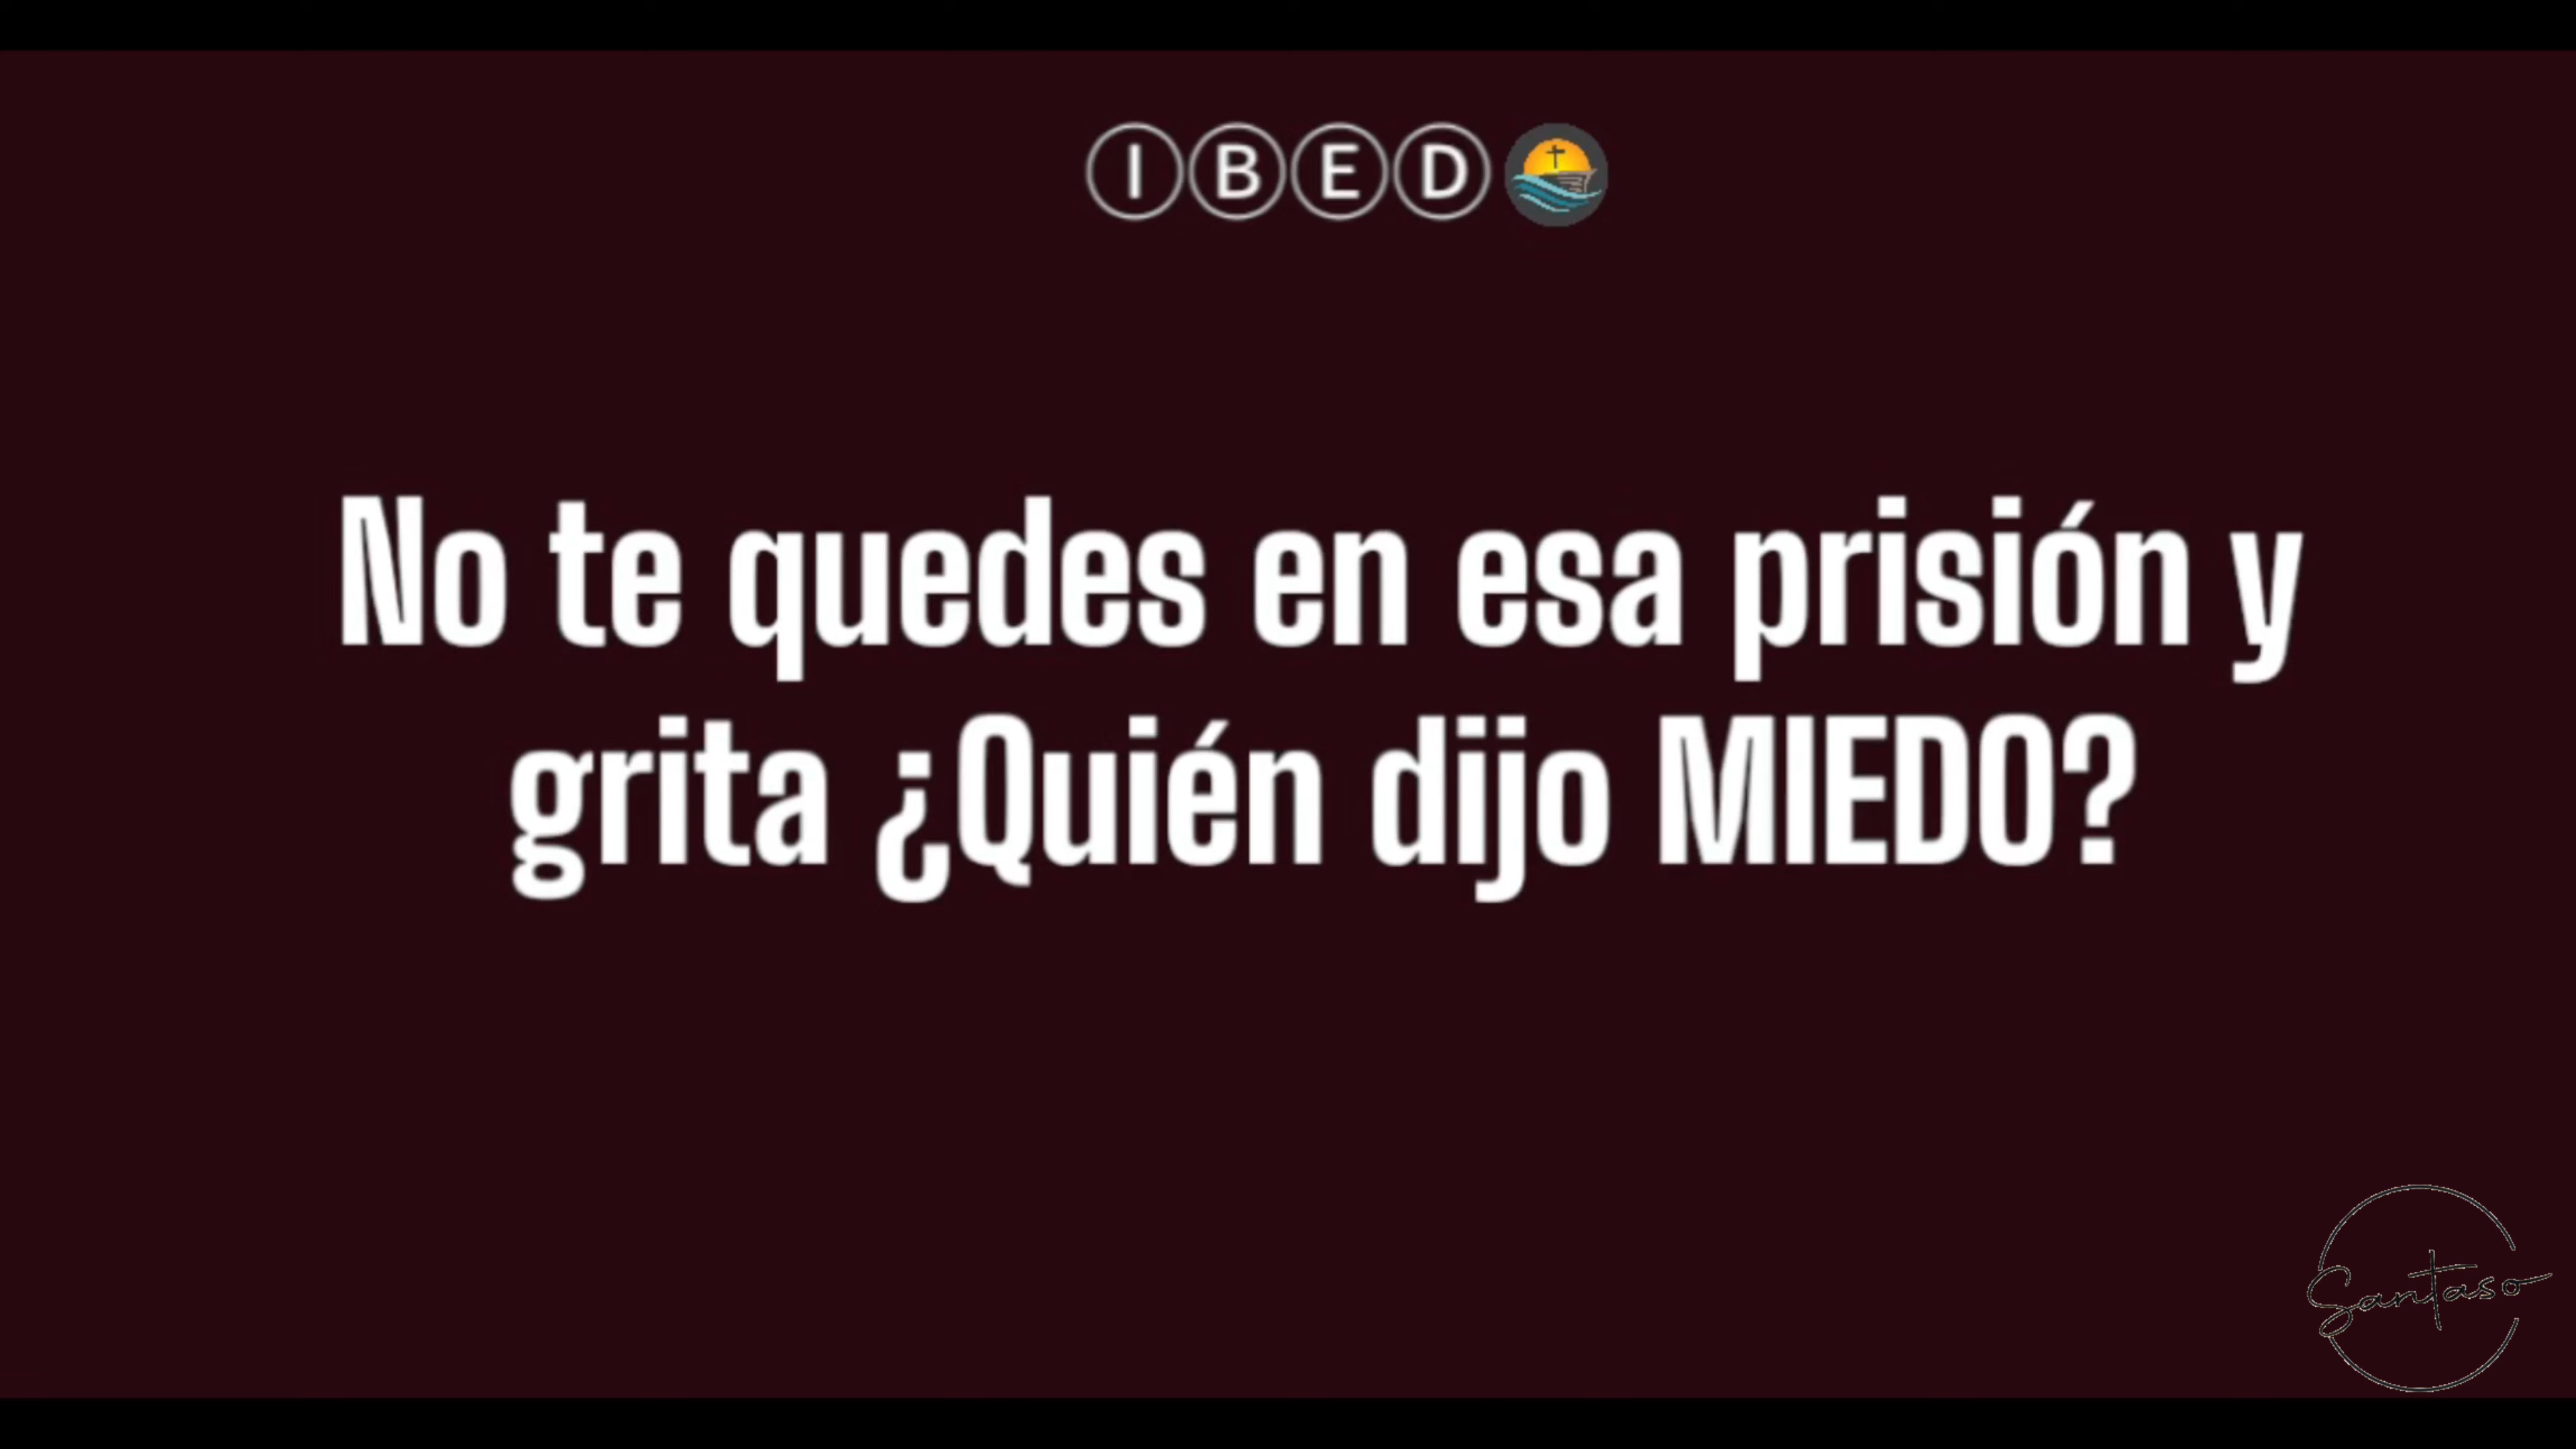 ⒾⒷⒺⒹ
No te quedes en esa prisión y
grita ¿Quién dijo MIEDO?
Santaso